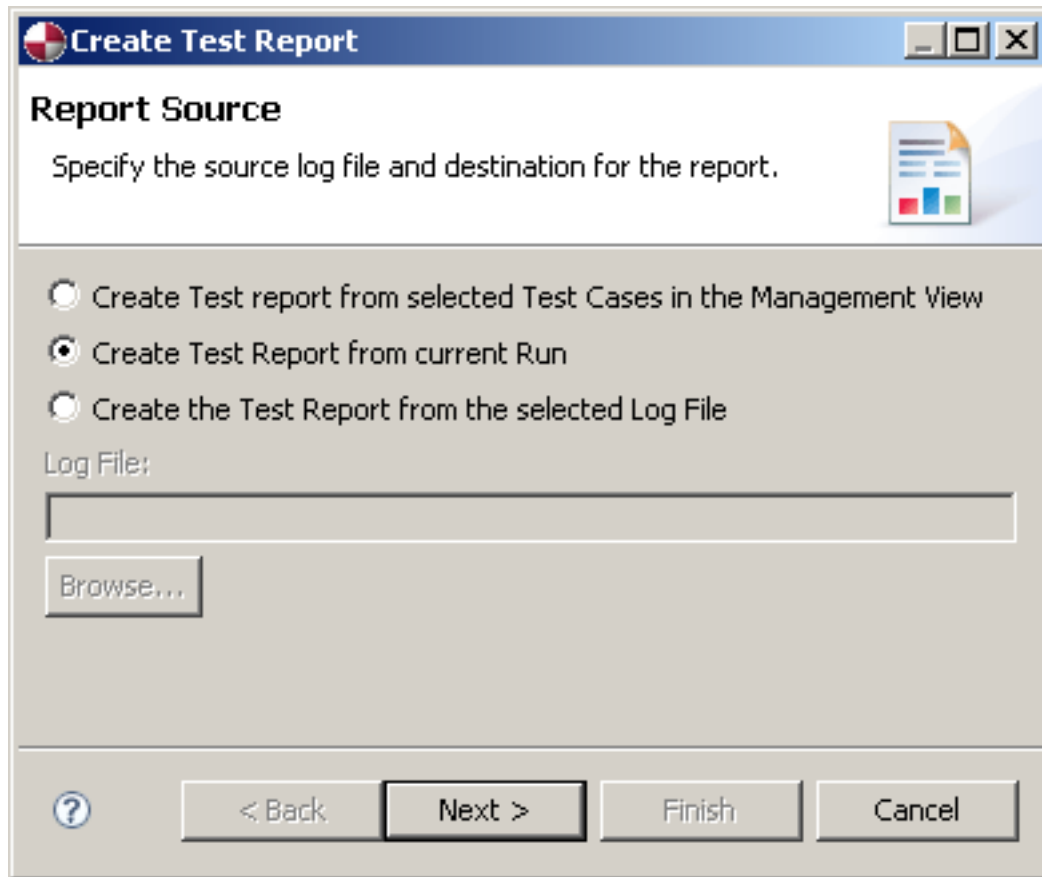 Create Test Report
Report Source
Specify the source log file and destination for the report.
Create Test report from selected Test Cases in the Management View
Create Test Report from current Run
Create the Test Report from the selected Log File
Log File:
Browse...
? < Back Next > Finish Cancel